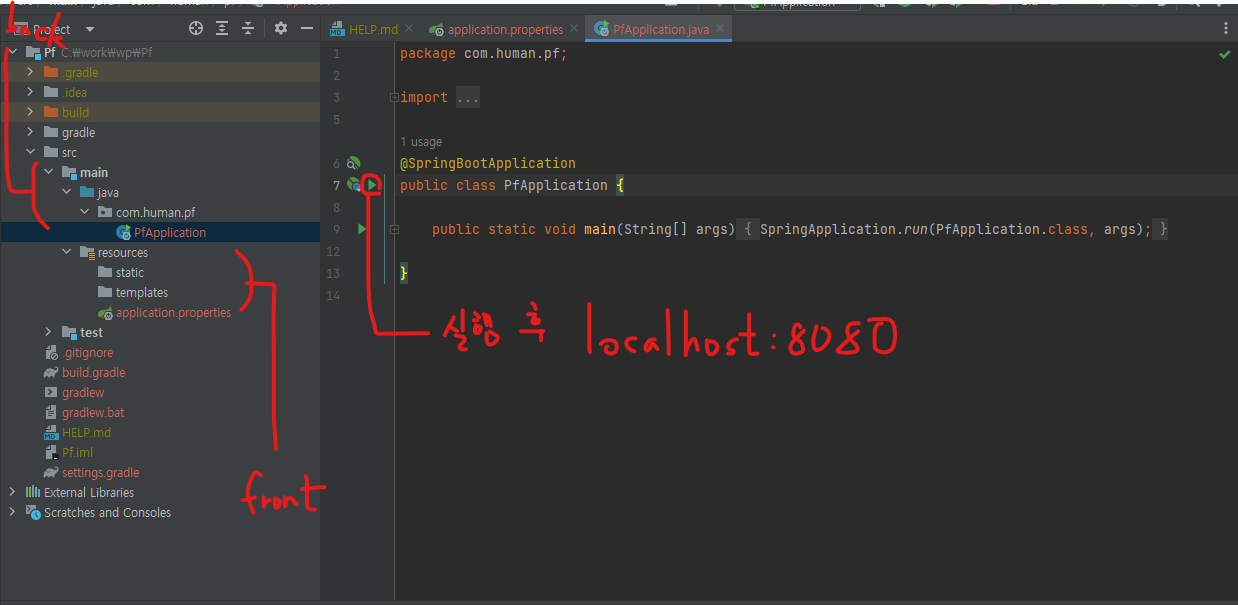 Project
HELP.md
application.properties
PfApplication.java
Pf C:₩work₩wp₩Pf
.gradle
.idea
build
gradle
src
main
java
com.human.pf
PfApplication
resources
static
templates
application.properties
test
.gitignore
build.gradle
gradlew
gradlew.bat
HELP.md
Pf.iml
settings.gradle
External Libraries
Scratches and Consoles
1 package com.human.pf;
2
3 import ...
5
1 usage
6 @SpringBootApplication
7 public class PfApplication {
8
9 public static void main(String[] args) { SpringApplication.run(PfApplication.class, args); }
12
13 }
14
실행 후 localhost:8080
front